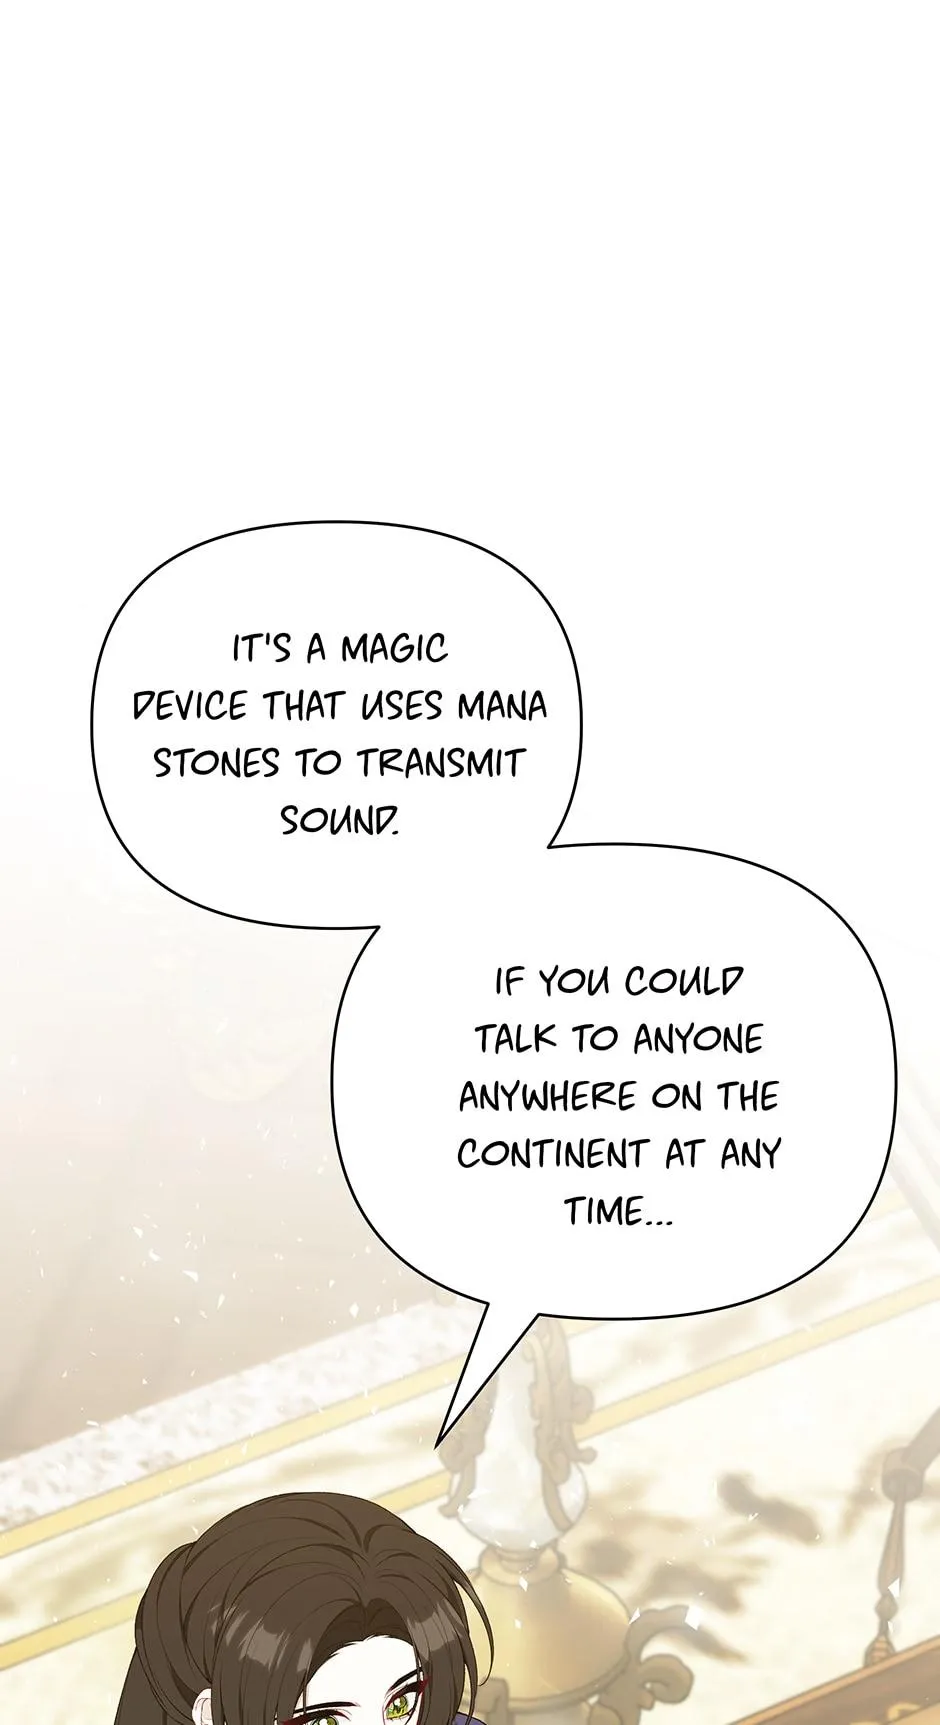 IT'S A MAGIC
DEVICE THAT USES MANA
STONES TO TRANSMIT
SOUND.
IF YOU COULD
TALK TO ANYONE
ANYWHERE ON THE
CONTINENT AT ANY
TIME...